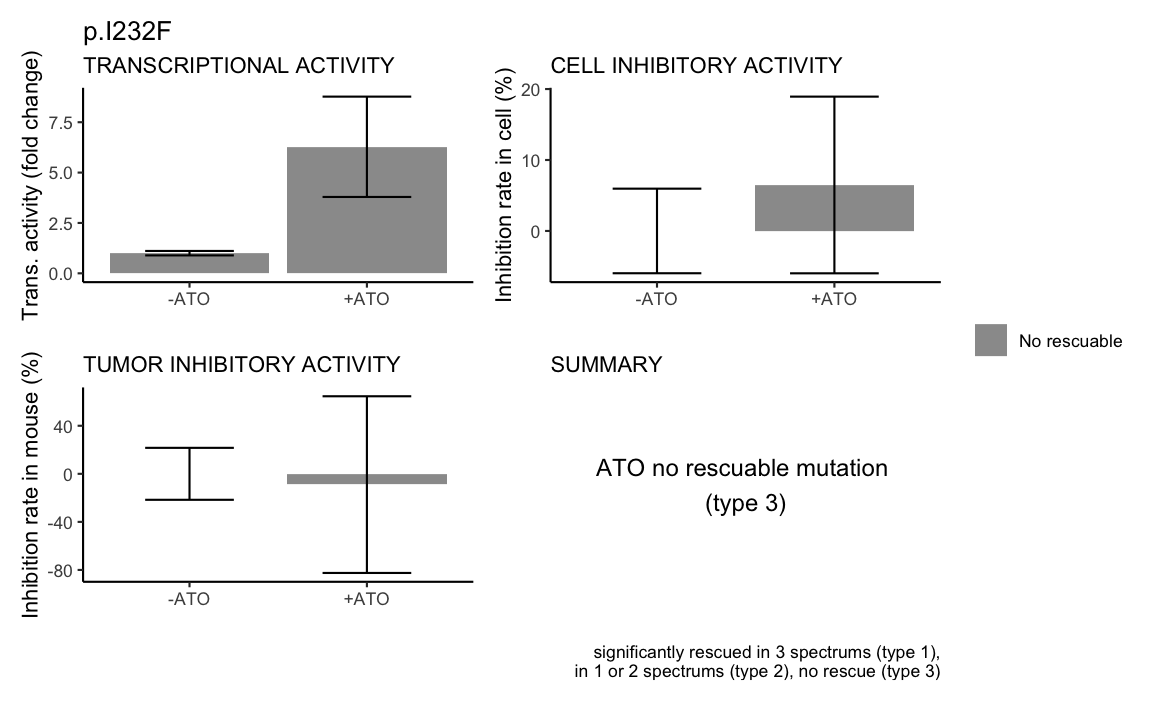 p.I232F
TRANSCRIPTIONAL ACTIVITY
Trans. activity (fold change)
7.5
5.0
2.5
0.0
-ATO
+ATO
CELL INHIBITORY ACTIVITY
Inhibition rate in cell (%)
20
10
0
-ATO
+ATO
No rescuable
TUMOR INHIBITORY ACTIVITY
Inhibition rate in mouse (%)
40
0
-40
-80
-ATO
+ATO
SUMMARY
ATO no rescuable mutation
(type 3)
significantly rescued in 3 spectrums (type 1),
in 1 or 2 spectrums (type 2), no rescue (type 3)